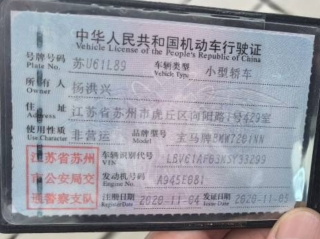 中华人民共和国机动车行驶证
Vehicle License of the People's Republic of China
号牌号码 苏U61L89 车辆类型 小型轿车
Plate No. Vehicle Type
所有人 杨洪兴
Owner
住址 江苏省苏州市虎丘区向阳路1号429室
Address
使用性质 非营运 品牌型号 宝马牌BMW7201NN
Use Character Model
江苏省苏州 车辆识别代号
VIN
市公安局交 发动机号码 A945E081
Engine No.
通警察支队 注册日期 2020-11-04 发证日期 2020-11-05
Register Date Issue Date